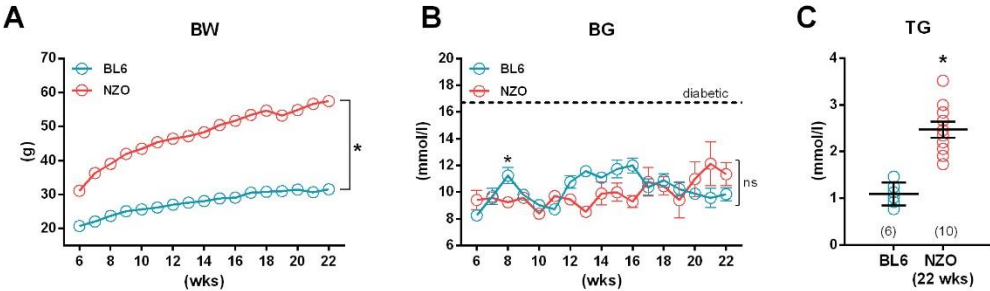 A
BW
70
60
50
40
30
20
(g)
BL6
NZO
*
6 8 10 12 14 16 18 20 22
(wks)
B
BG
20
18
16
14
12
10
8
6
(mmol/l)
BL6
NZO
diabetic
*
ns
6 8 10 12 14 16 18 20 22
(wks)
C
TG
4
3
2
1
0
(mmol/l)
*
(6) (10)
BL6 NZO
(22 wks)